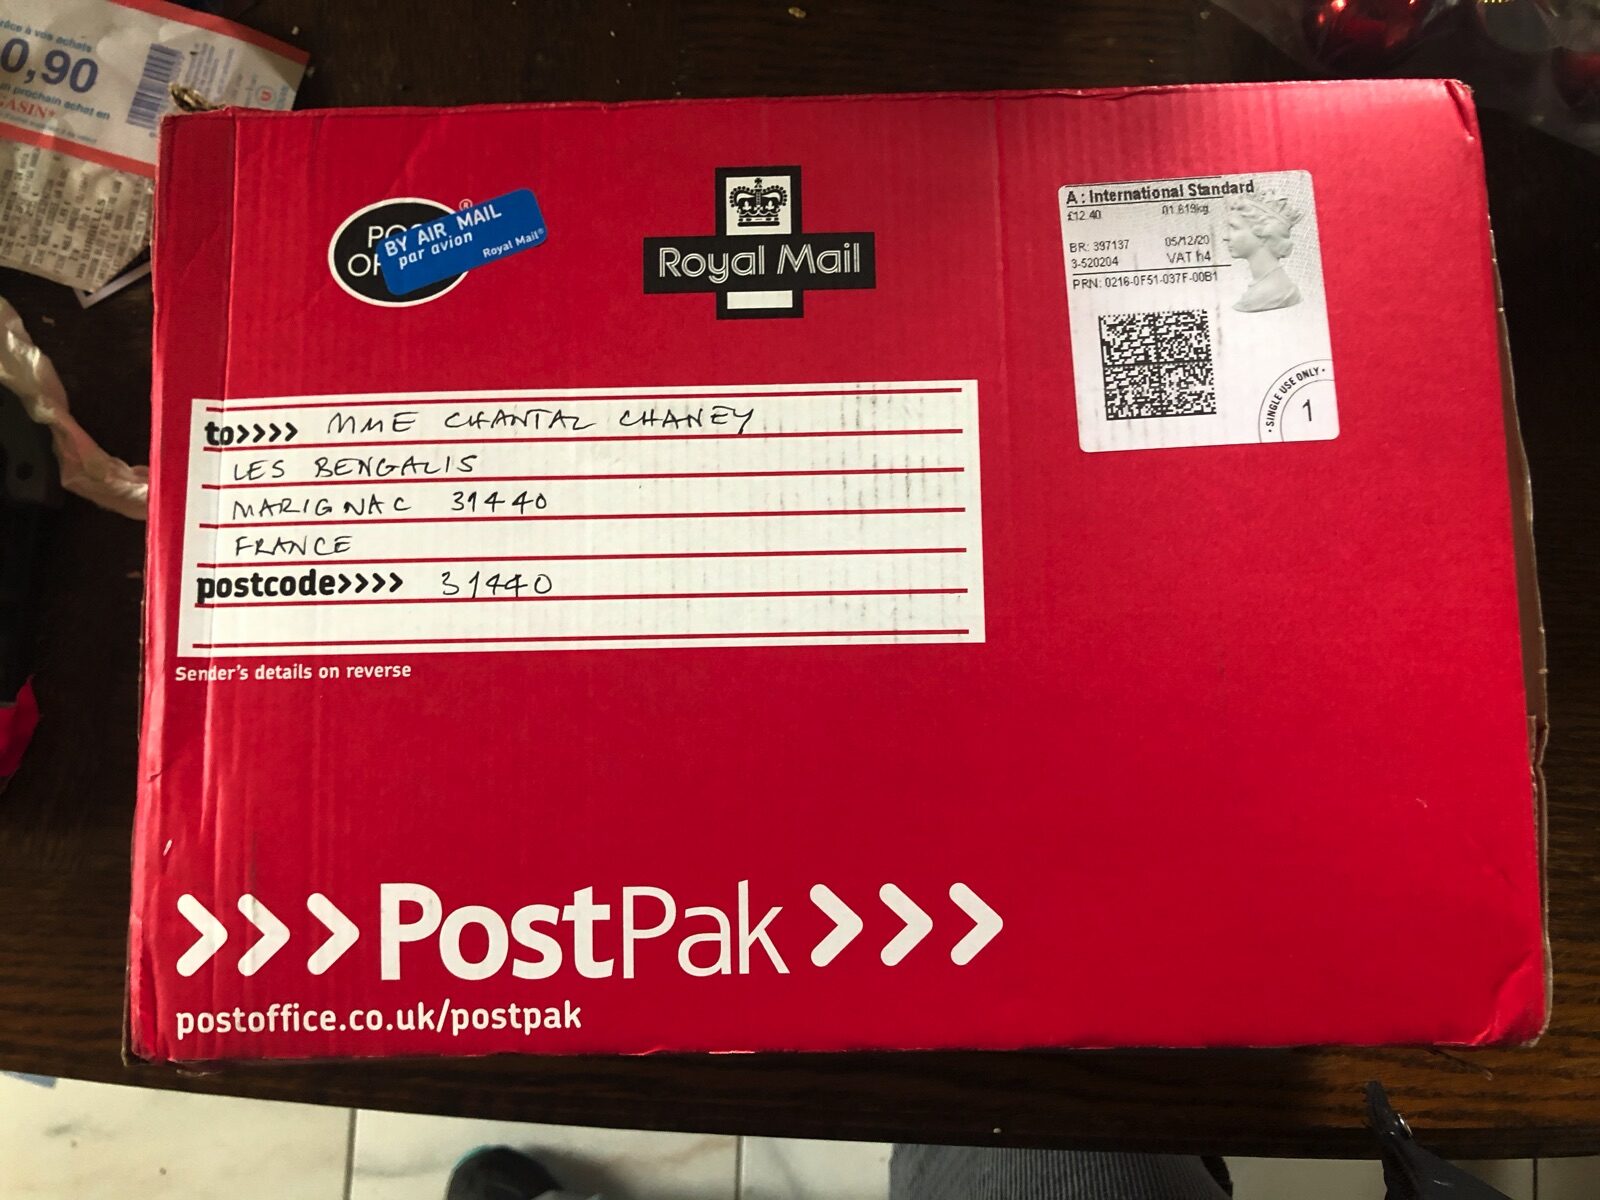 0,90
POST OFFICE
®
BY AIR MAIL
par avion
Royal Mail®
Royal Mail
A : International Standard
£12.40 01.619kg
BR: 397137 05/12/20
3-520204 VAT h4
PRN: 0216-0F51-037F-00B1
• SINGLE USE ONLY •
1
to>>>> MME CHANTAL CHANEY
LES BENGALIS
MARIGNAC 31440
FRANCE
postcode>>>> 31440
Sender's details on reverse
>>>PostPak>>>
postoffice.co.uk/postpak